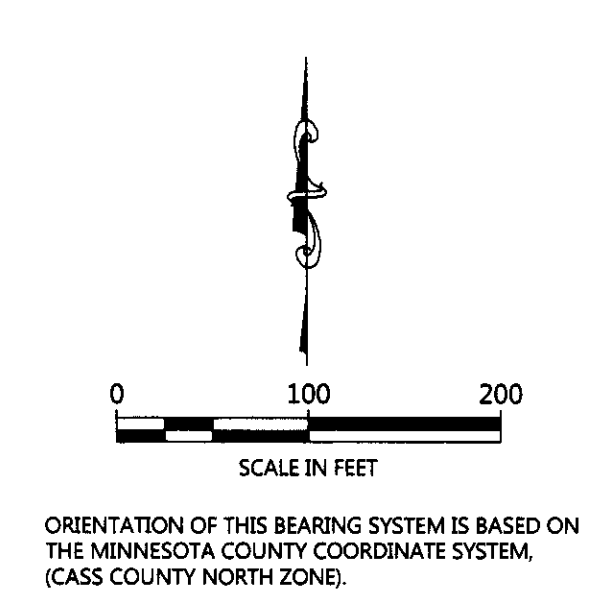 0 100 200
SCALE IN FEET
ORIENTATION OF THIS BEARING SYSTEM IS BASED ON
THE MINNESOTA COUNTY COORDINATE SYSTEM,
(CASS COUNTY NORTH ZONE).